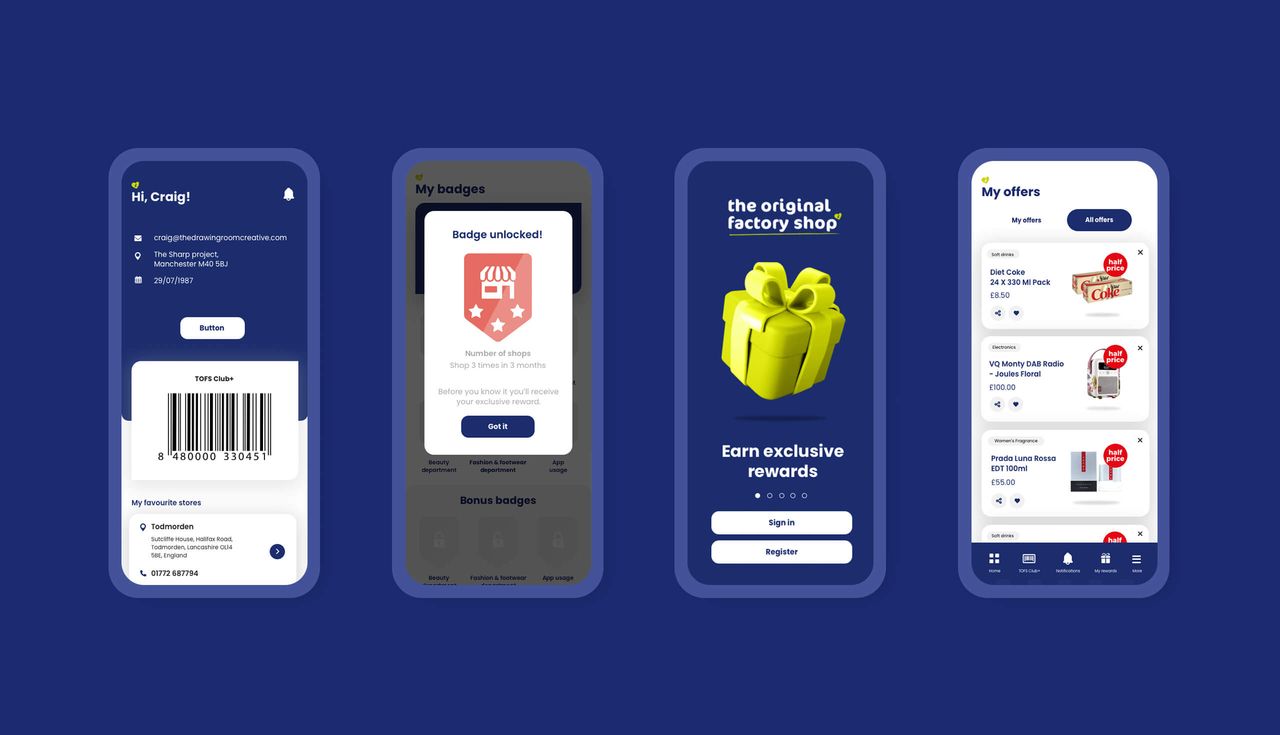 Hi, Craig!
craig@thedrawingroomcreative.com
The Sharp project,
Manchester M40 5BJ
29/07/1987
Button
TOFS Club+
8 480000 330451
My favourite stores
Todmorden
Sutcliffe House, Halifax Road,
Todmorden, Lancashire OL14
5BE, England
01772 687794
My badges
Badge unlocked!
Number of shops
Shop 3 times in 3 months
Before you know it you'll receive
your exclusive reward.
Got it
Beauty
department
Fashion & footwear
department
App
usage
Bonus badges
Beauty
department
Fashion & footwear
department
App usage
the original
factory shop
Earn exclusive
rewards
Sign in
Register
My offers
My offers
All offers
Soft drinks
half
price
Diet Coke
24 X 330 Ml Pack
£8.50
Coke
Electronics
half
price
VQ Monty DAB Radio
- Joules Floral
£100.00
Women's Fragrance
half
price
Prada Luna Rossa
EDT 100ml
£55.00
Soft drinks
half
Home
TOFS Club+
Notifications
My rewards
More